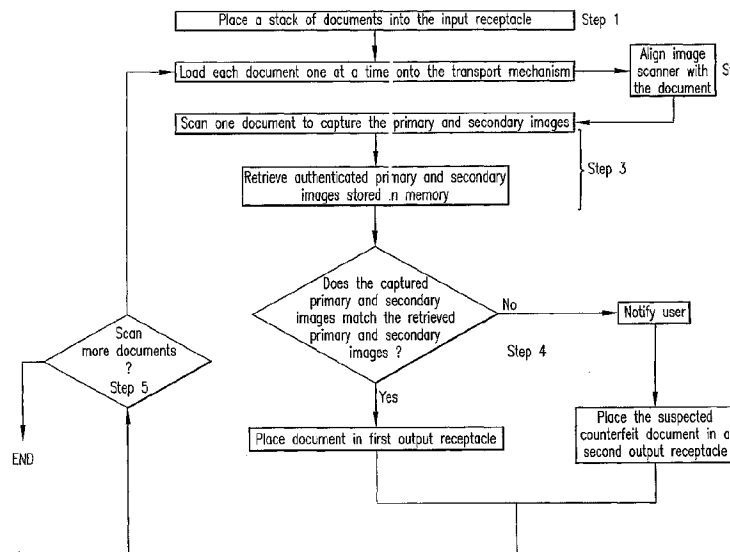 Place a stack of documents into the input receptacle
Step 1
Load each document one at a time onto the transport mechanism
Align image
scanner with
the document
Scan one document to capture the primary and secondary images
Retrieve authenticated primary and secondary
images stored .n memory
Step 3
Does the captured
primary and secondary
images match the retrieved
primary and secondary
images ?
No
Step 4
Notify user
Scan
more documents
?
Step 5
Yes
END
Place document in first output receptacle
Place the suspected
counterfeit document in a
second output receptacle